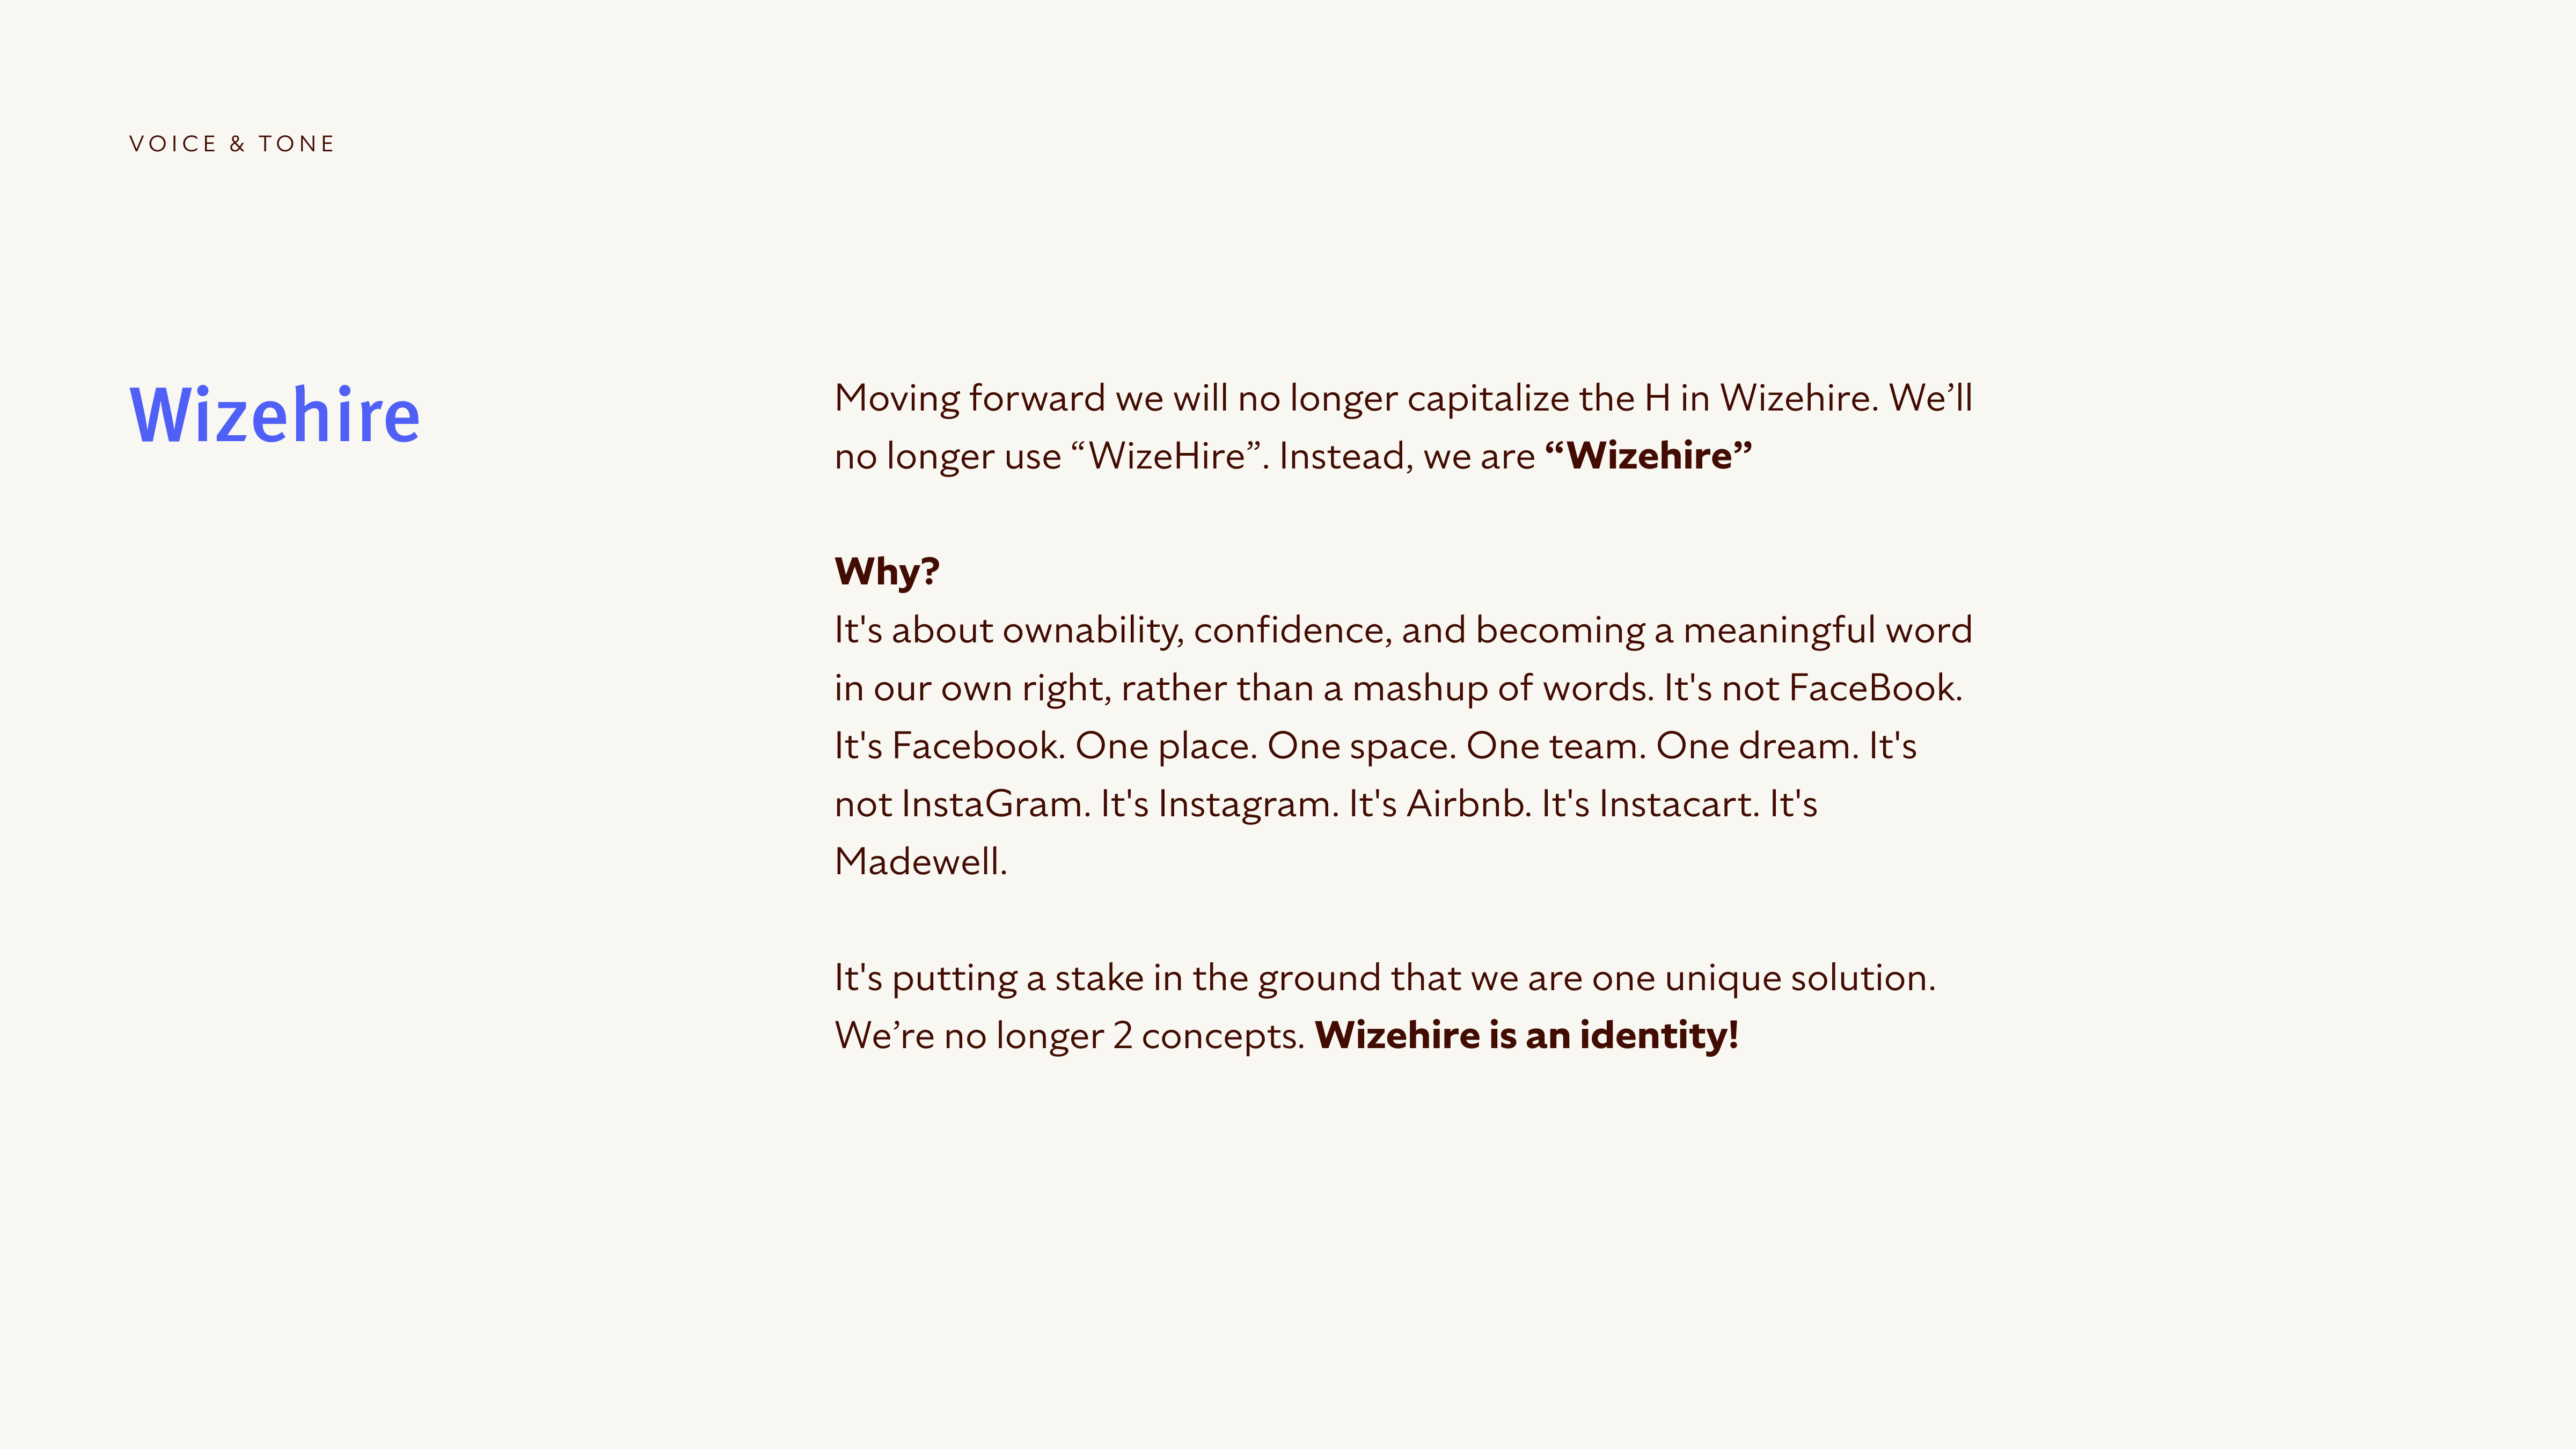 VOICE & TONE
Wizehire
Moving forward we will no longer capitalize the H in Wizehire. We’ll
no longer use “WizeHire”. Instead, we are “Wizehire”
Why?
It's about ownability, confidence, and becoming a meaningful word
in our own right, rather than a mashup of words. It's not FaceBook.
It's Facebook. One place. One space. One team. One dream. It's
not InstaGram. It's Instagram. It's Airbnb. It's Instacart. It's
Madewell.
It's putting a stake in the ground that we are one unique solution.
We’re no longer 2 concepts. Wizehire is an identity!